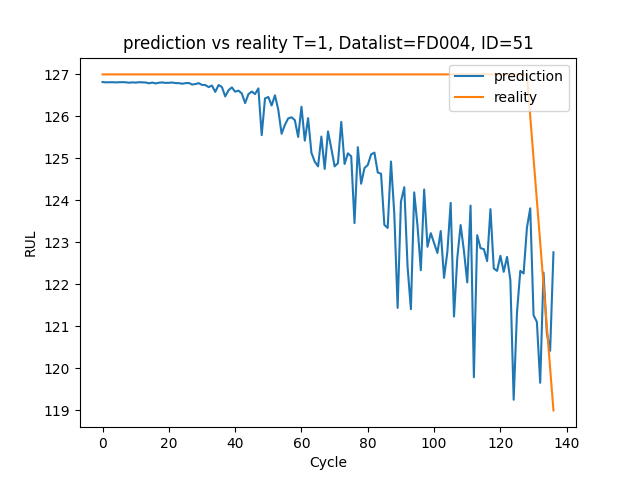 prediction vs reality T=1, Datalist=FD004, ID=51
prediction
reality
127
126
125
124
123
122
121
120
119
RUL
0 20 40 60 80 100 120 140
Cycle